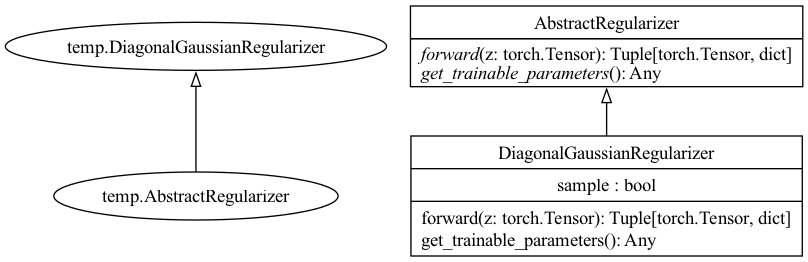 temp.DiagonalGaussianRegularizer
temp.AbstractRegularizer
AbstractRegularizer
forward(z: torch.Tensor): Tuple[torch.Tensor, dict]
get_trainable_parameters(): Any
DiagonalGaussianRegularizer
sample : bool
forward(z: torch.Tensor): Tuple[torch.Tensor, dict]
get_trainable_parameters(): Any